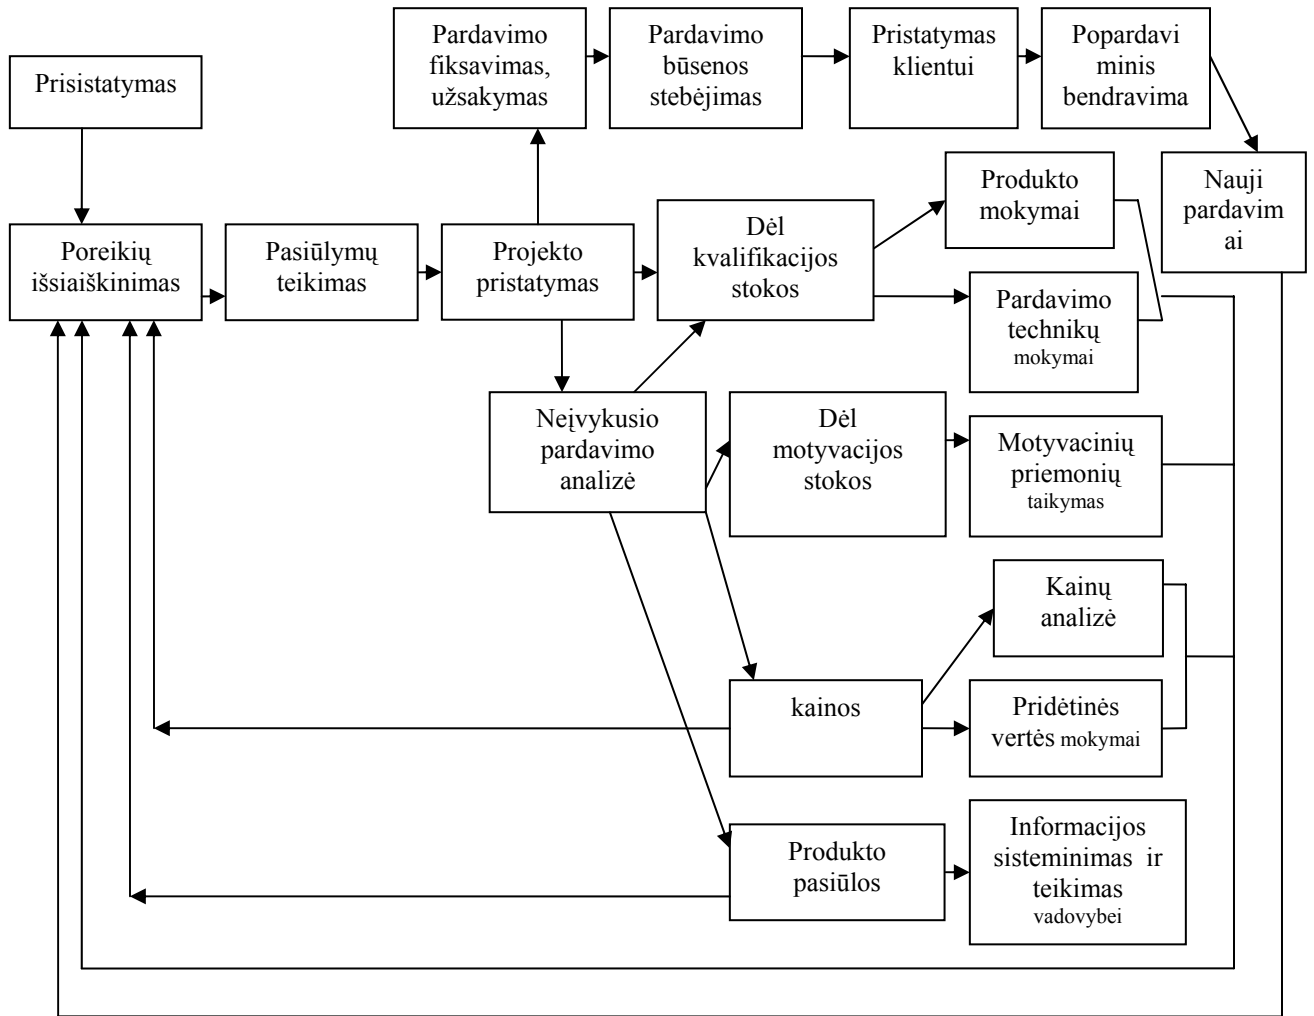 Prisistatymas
Pardavimo
fiksavimas,
užsakymas
Pardavimo
būsenos
stebėjimas
Pristatymas
klientui
Popardavi
minis
bendravima
Poreikių
išsiaiškinimas
Pasiūlymų
teikimas
Projekto
pristatymas
Dėl
kvalifikacijos
stokos
Produkto
mokymai
Nauji
pardavim
ai
Pardavimo
technikų
mokymai
Neįvykusio
pardavimo
analizė
Dėl
motyvacijos
stokos
Motyvacinių
priemonių
taikymas
Kainų
analizė
kainos
Pridėtinės
vertės mokymai
Produkto
pasiūlos
Informacijos
sisteminimas ir
teikimas
vadovybei